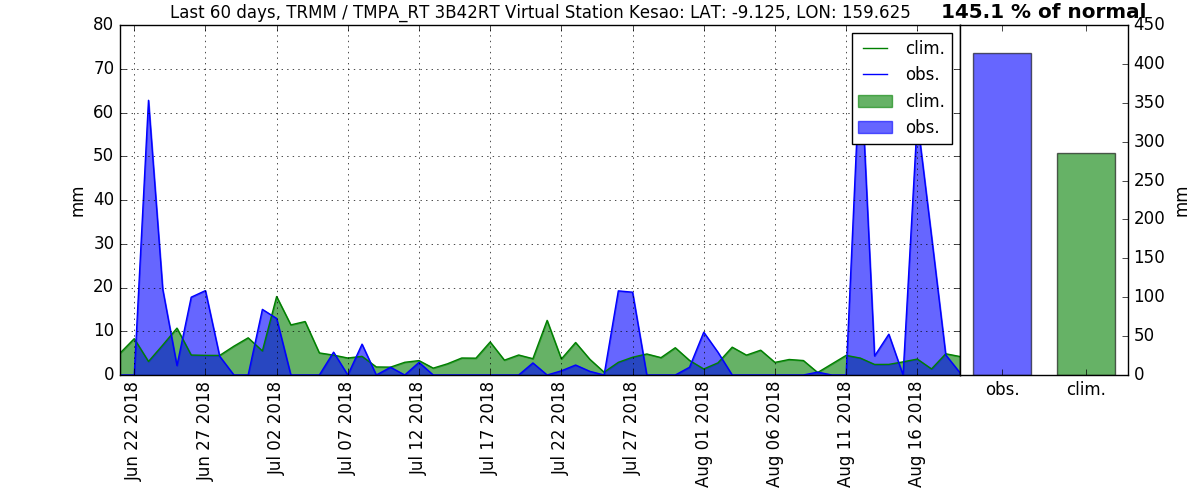 Last 60 days, TRMM / TMPA_RT 3B42RT Virtual Station Kesao: LAT: -9.125, LON: 159.625
145.1 % of normal
80
70
60
50
40
30
20
10
0
mm
clim.
obs.
clim.
obs.
450
400
350
300
250
200
150
100
50
0
mm
Jun 22 2018
Jun 27 2018
Jul 02 2018
Jul 07 2018
Jul 12 2018
Jul 17 2018
Jul 22 2018
Jul 27 2018
Aug 01 2018
Aug 06 2018
Aug 11 2018
Aug 16 2018
obs.
clim.